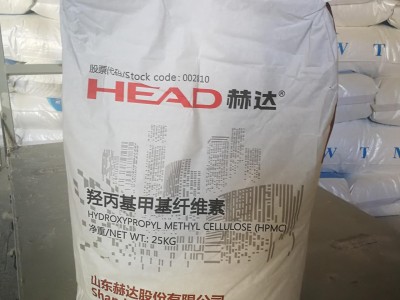 股票代码/Stock code: 002810
HEAD 赫达®
羟丙基甲基纤维素
HYDROXYPROPYL METHYL CELLULOSE (HPMC)
净重/NET WT.: 25KG
山东赫达股份有限公司